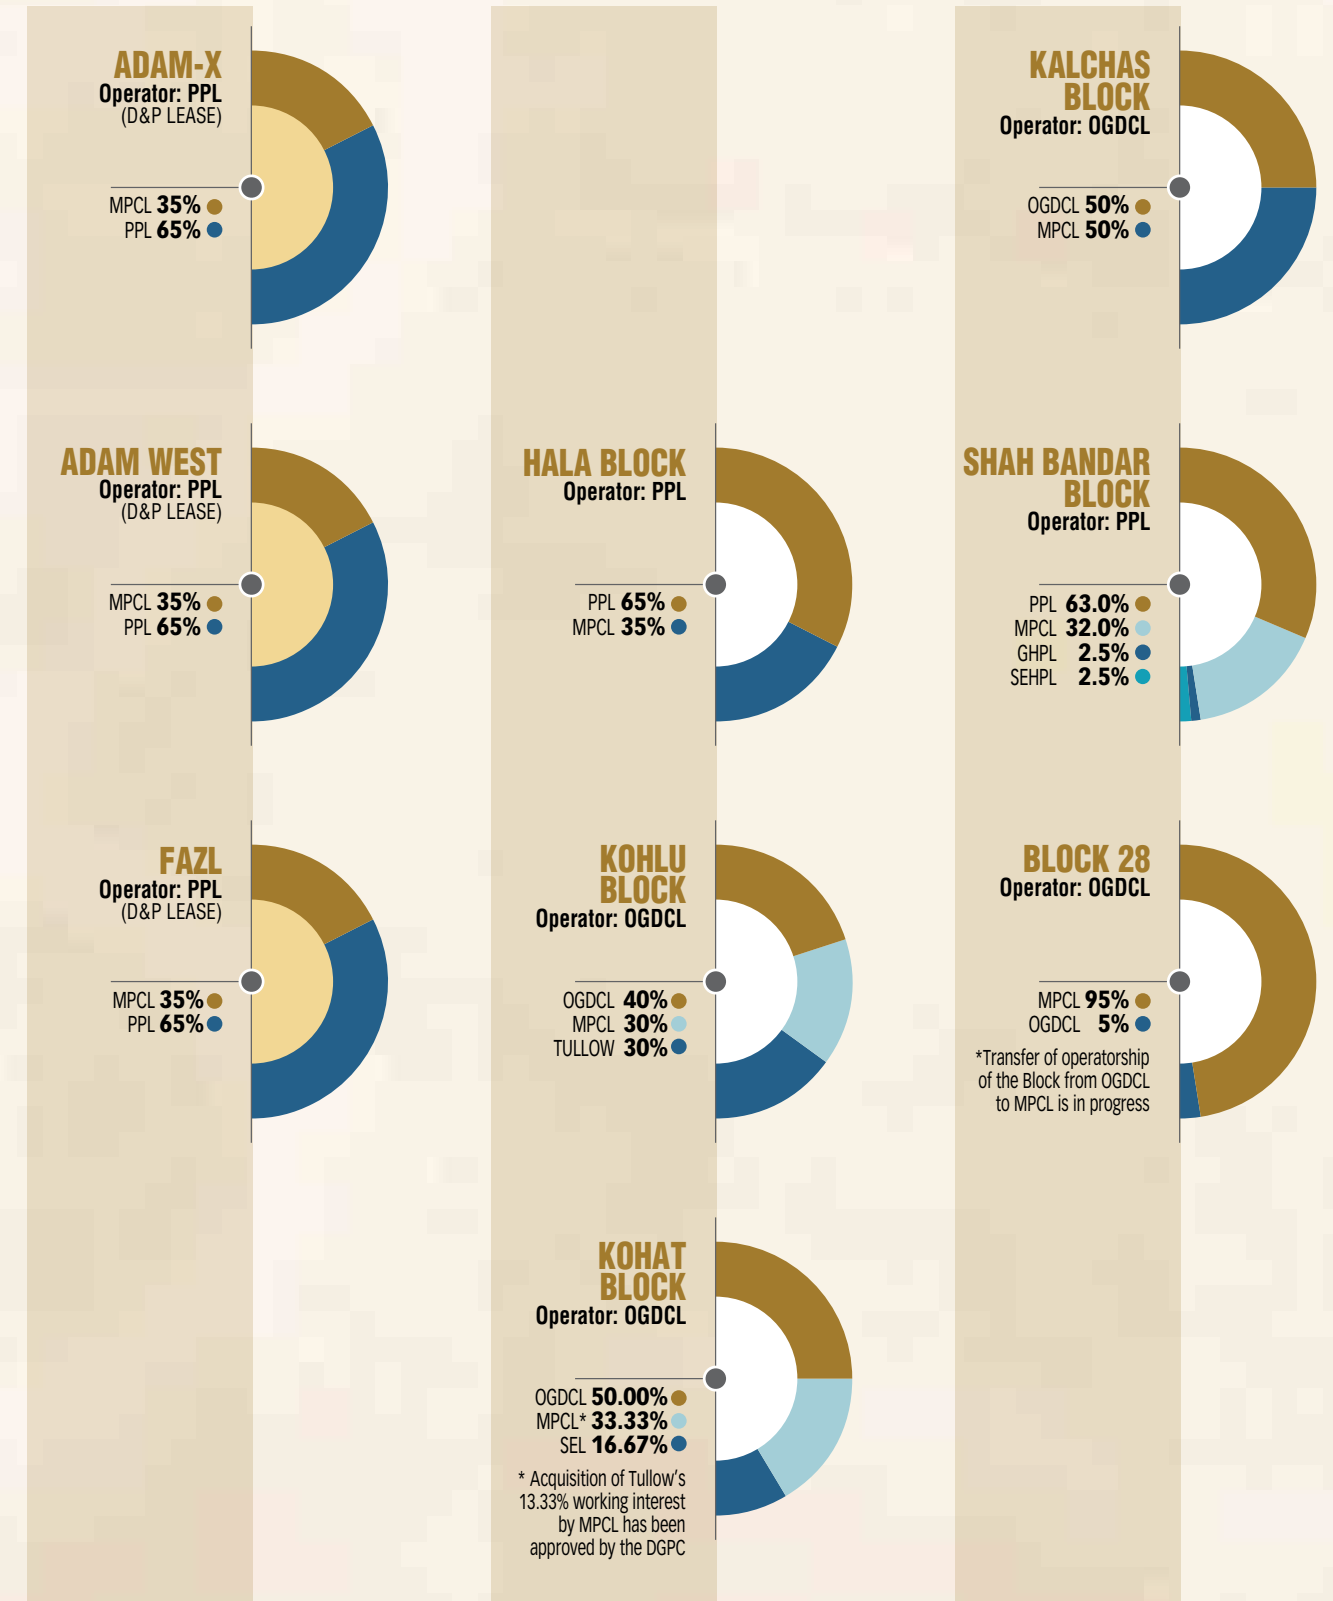 ADAM-X
Operator: PPL
(D&P LEASE)
MPCL 35%
PPL 65%
ADAM WEST
Operator: PPL
(D&P LEASE)
MPCL 35%
PPL 65%
FAZL
Operator: PPL
(D&P LEASE)
MPCL 35%
PPL 65%
HALA BLOCK
Operator: PPL
PPL 65%
MPCL 35%
KOHLU
BLOCK
Operator: OGDCL
OGDCL 40%
MPCL 30%
TULLOW 30%
KOHAT
BLOCK
Operator: OGDCL
OGDCL 50.00%
MPCL* 33.33%
SEL 16.67%
* Acquisition of Tullow's
13.33% working interest
by MPCL has been
approved by the DGPC
KALCHAS
BLOCK
Operator: OGDCL
OGDCL 50%
MPCL 50%
SHAH BANDAR
BLOCK
Operator: PPL
PPL 63.0%
MPCL 32.0%
GHPL 2.5%
SEHPL 2.5%
BLOCK 28
Operator: OGDCL
MPCL 95%
OGDCL 5%
*Transfer of operatorship
of the Block from OGDCL
to MPCL is in progress